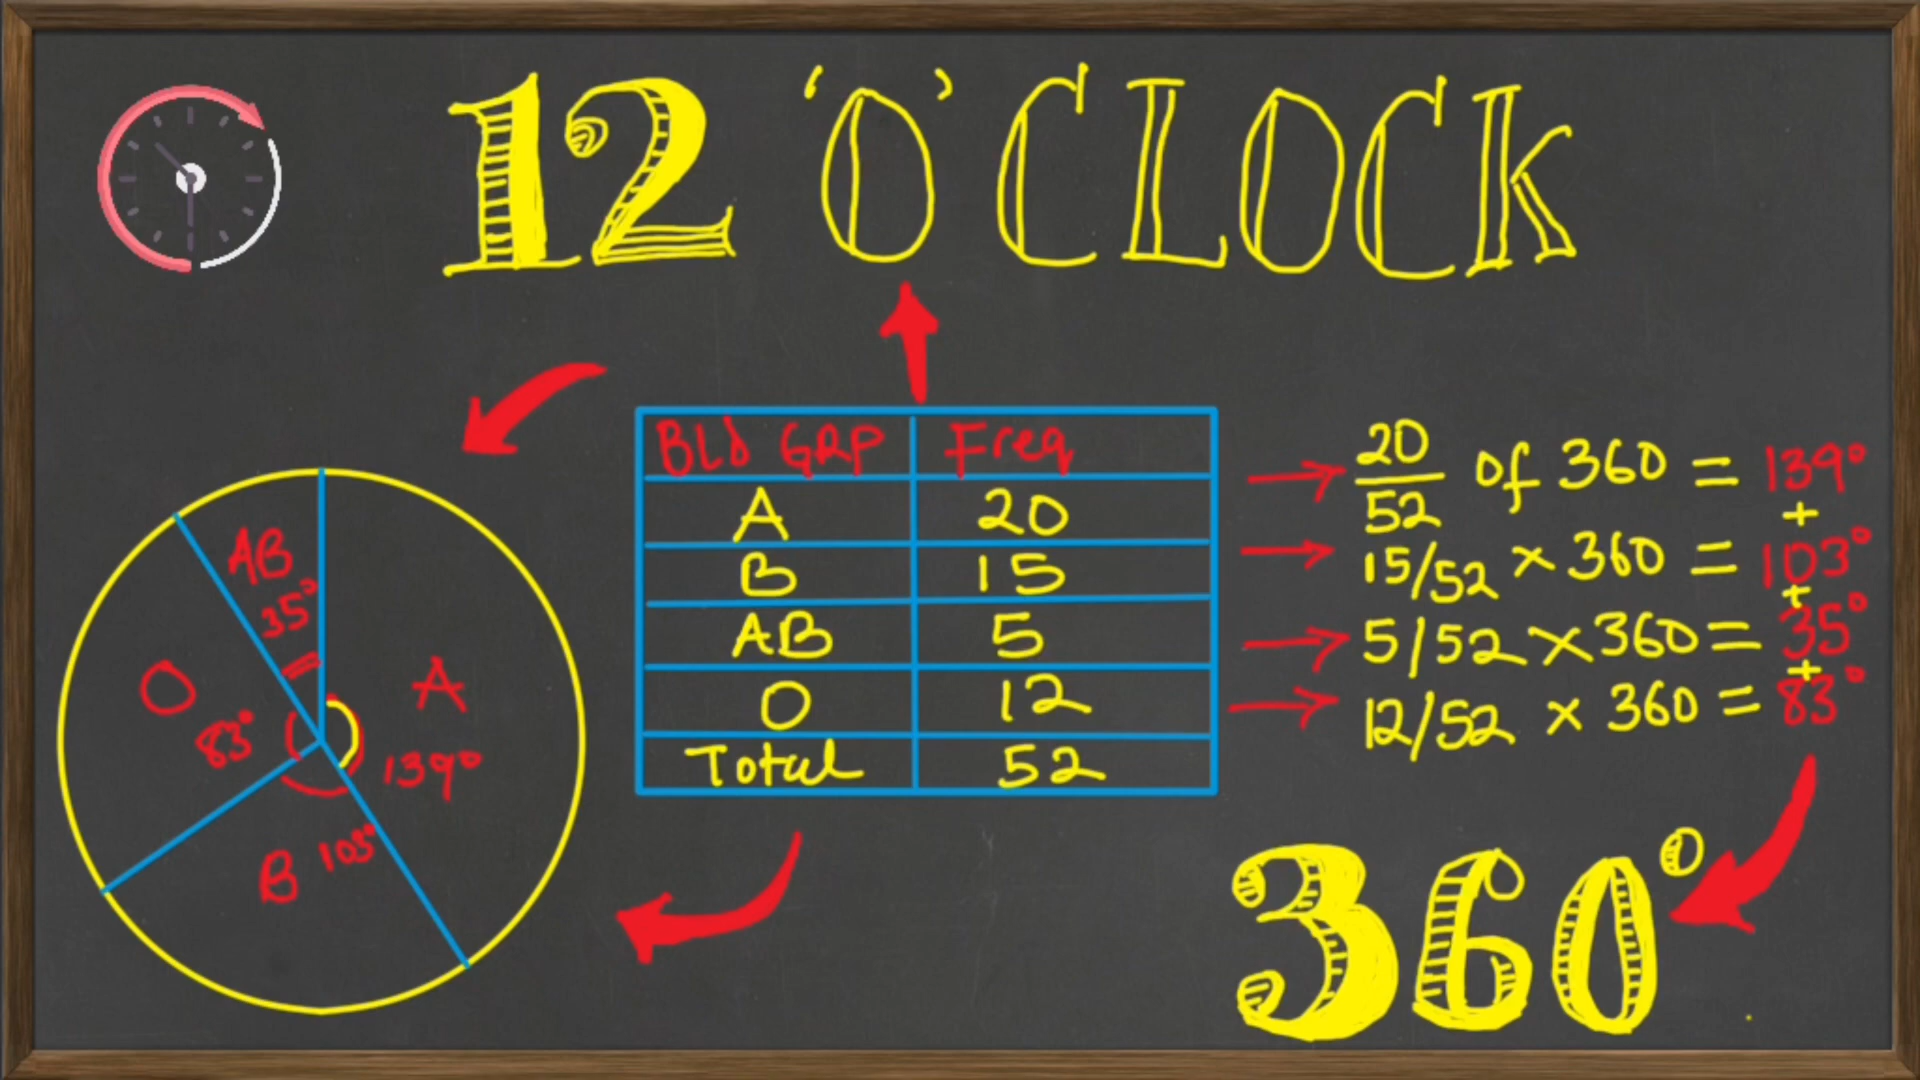 12 'O' CLOCK
Bld GRP Freq
A 20
B 15
AB 5
O 12
Total 52
20/52 of 360 = 139°
+
15/52 × 360 = 103°
+
5/52 × 360 = 35°
+
12/52 × 360 = 83°
360°
AB
35°
O
83°
A
139°
B 103°